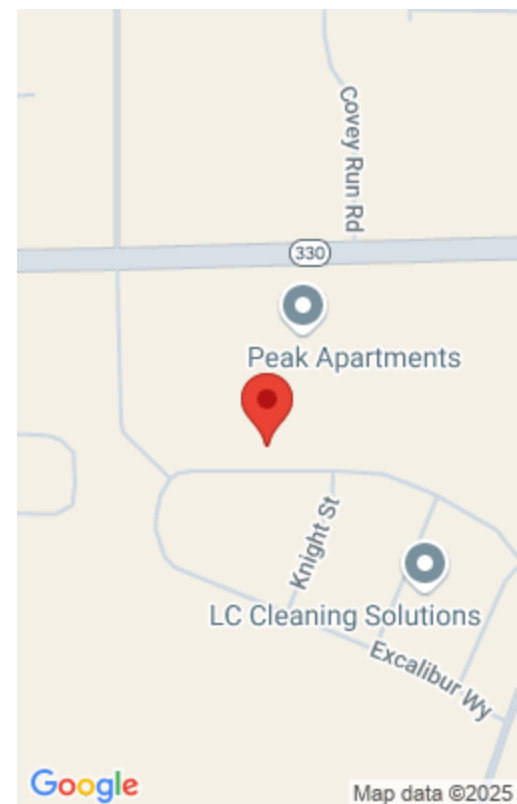 Covey Run Rd
330
Peak Apartments
Knight St
LC Cleaning Solutions
Excalibur Wy
Google
Map data ©2025